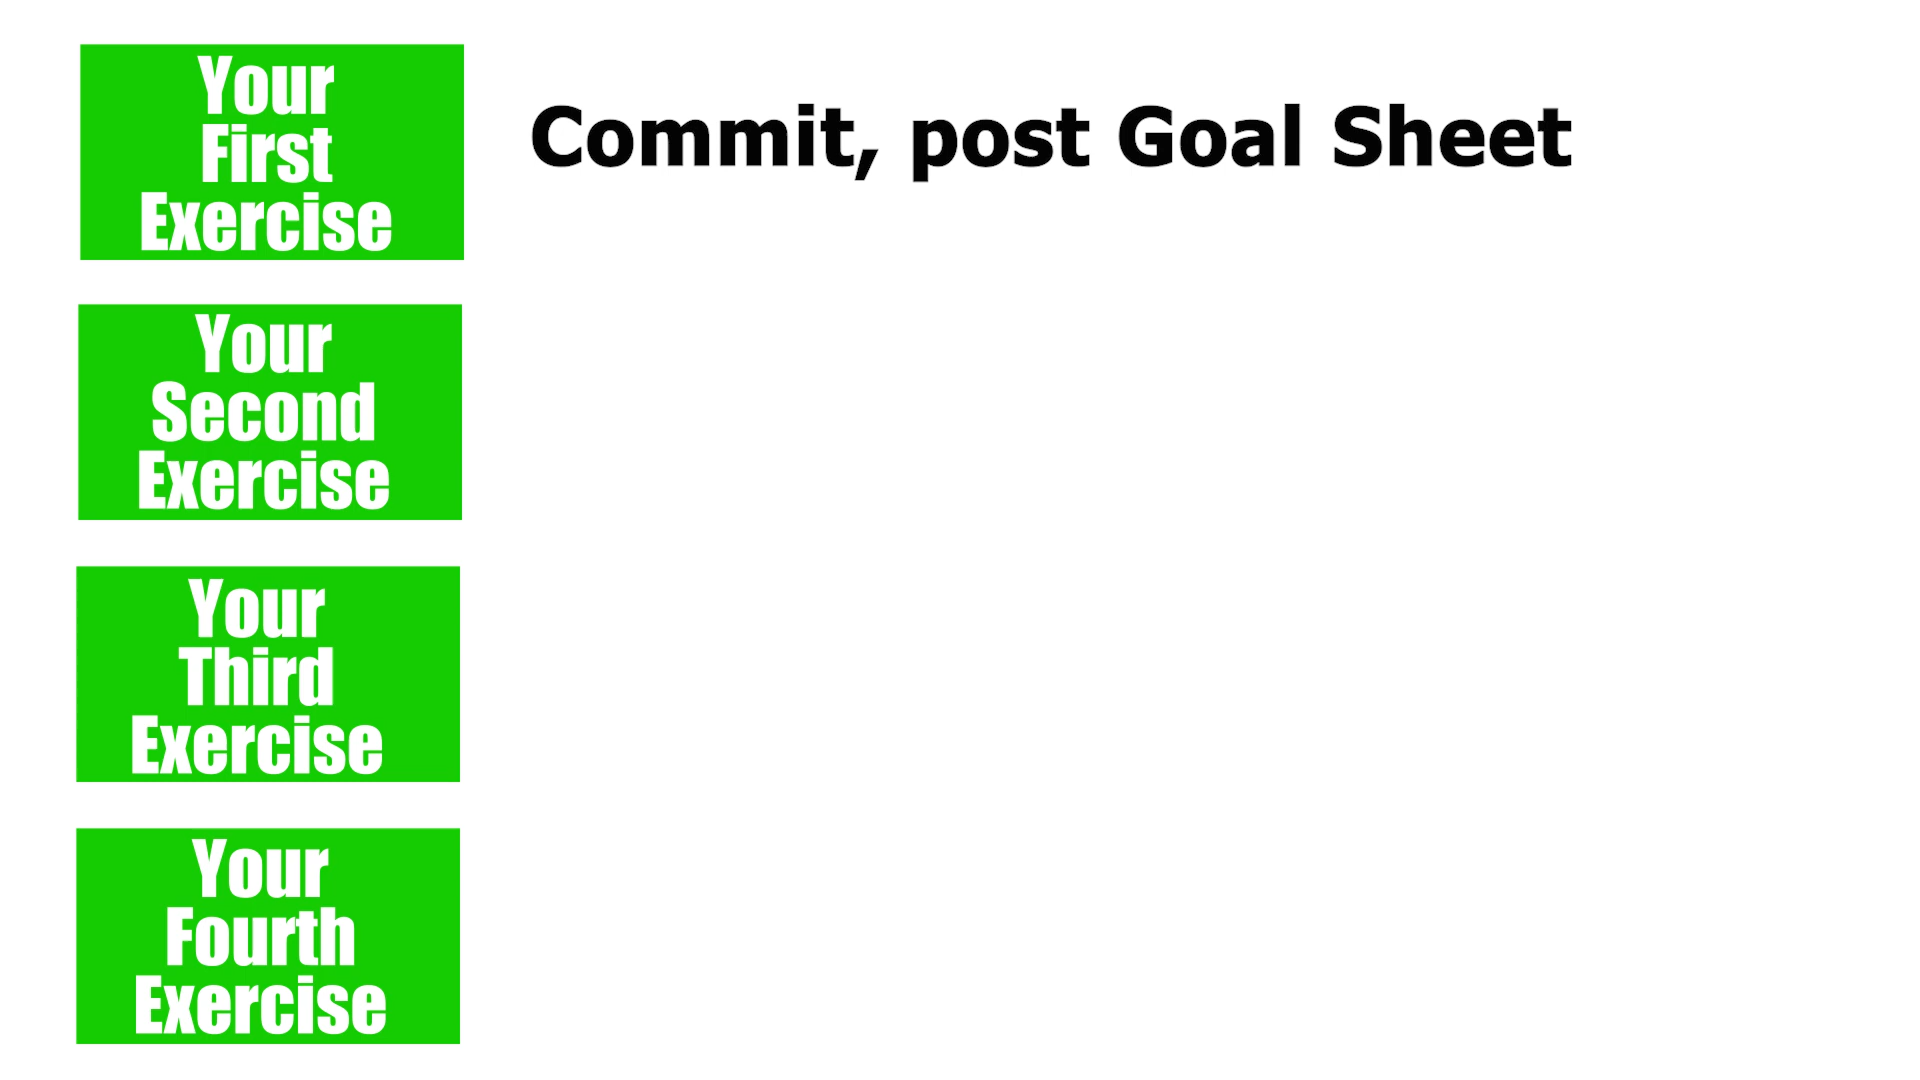 Your
First
Exercise
Commit, post Goal Sheet
Your
Second
Exercise
Your
Third
Exercise
Your
Fourth
Exercise